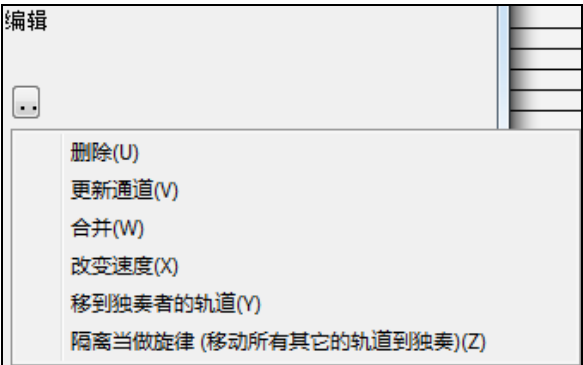 编辑
..
删除(U)
更新通道(V)
合并(W)
改变速度(X)
移到独奏者的轨道(Y)
隔离当做旋律 (移动所有其它的轨道到独奏)(Z)